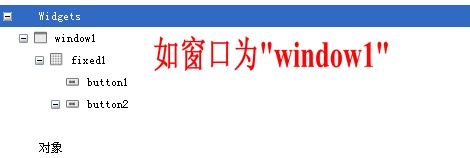 Widgets
window1
fixed1
button1
button2
如窗口为"window1"
对象